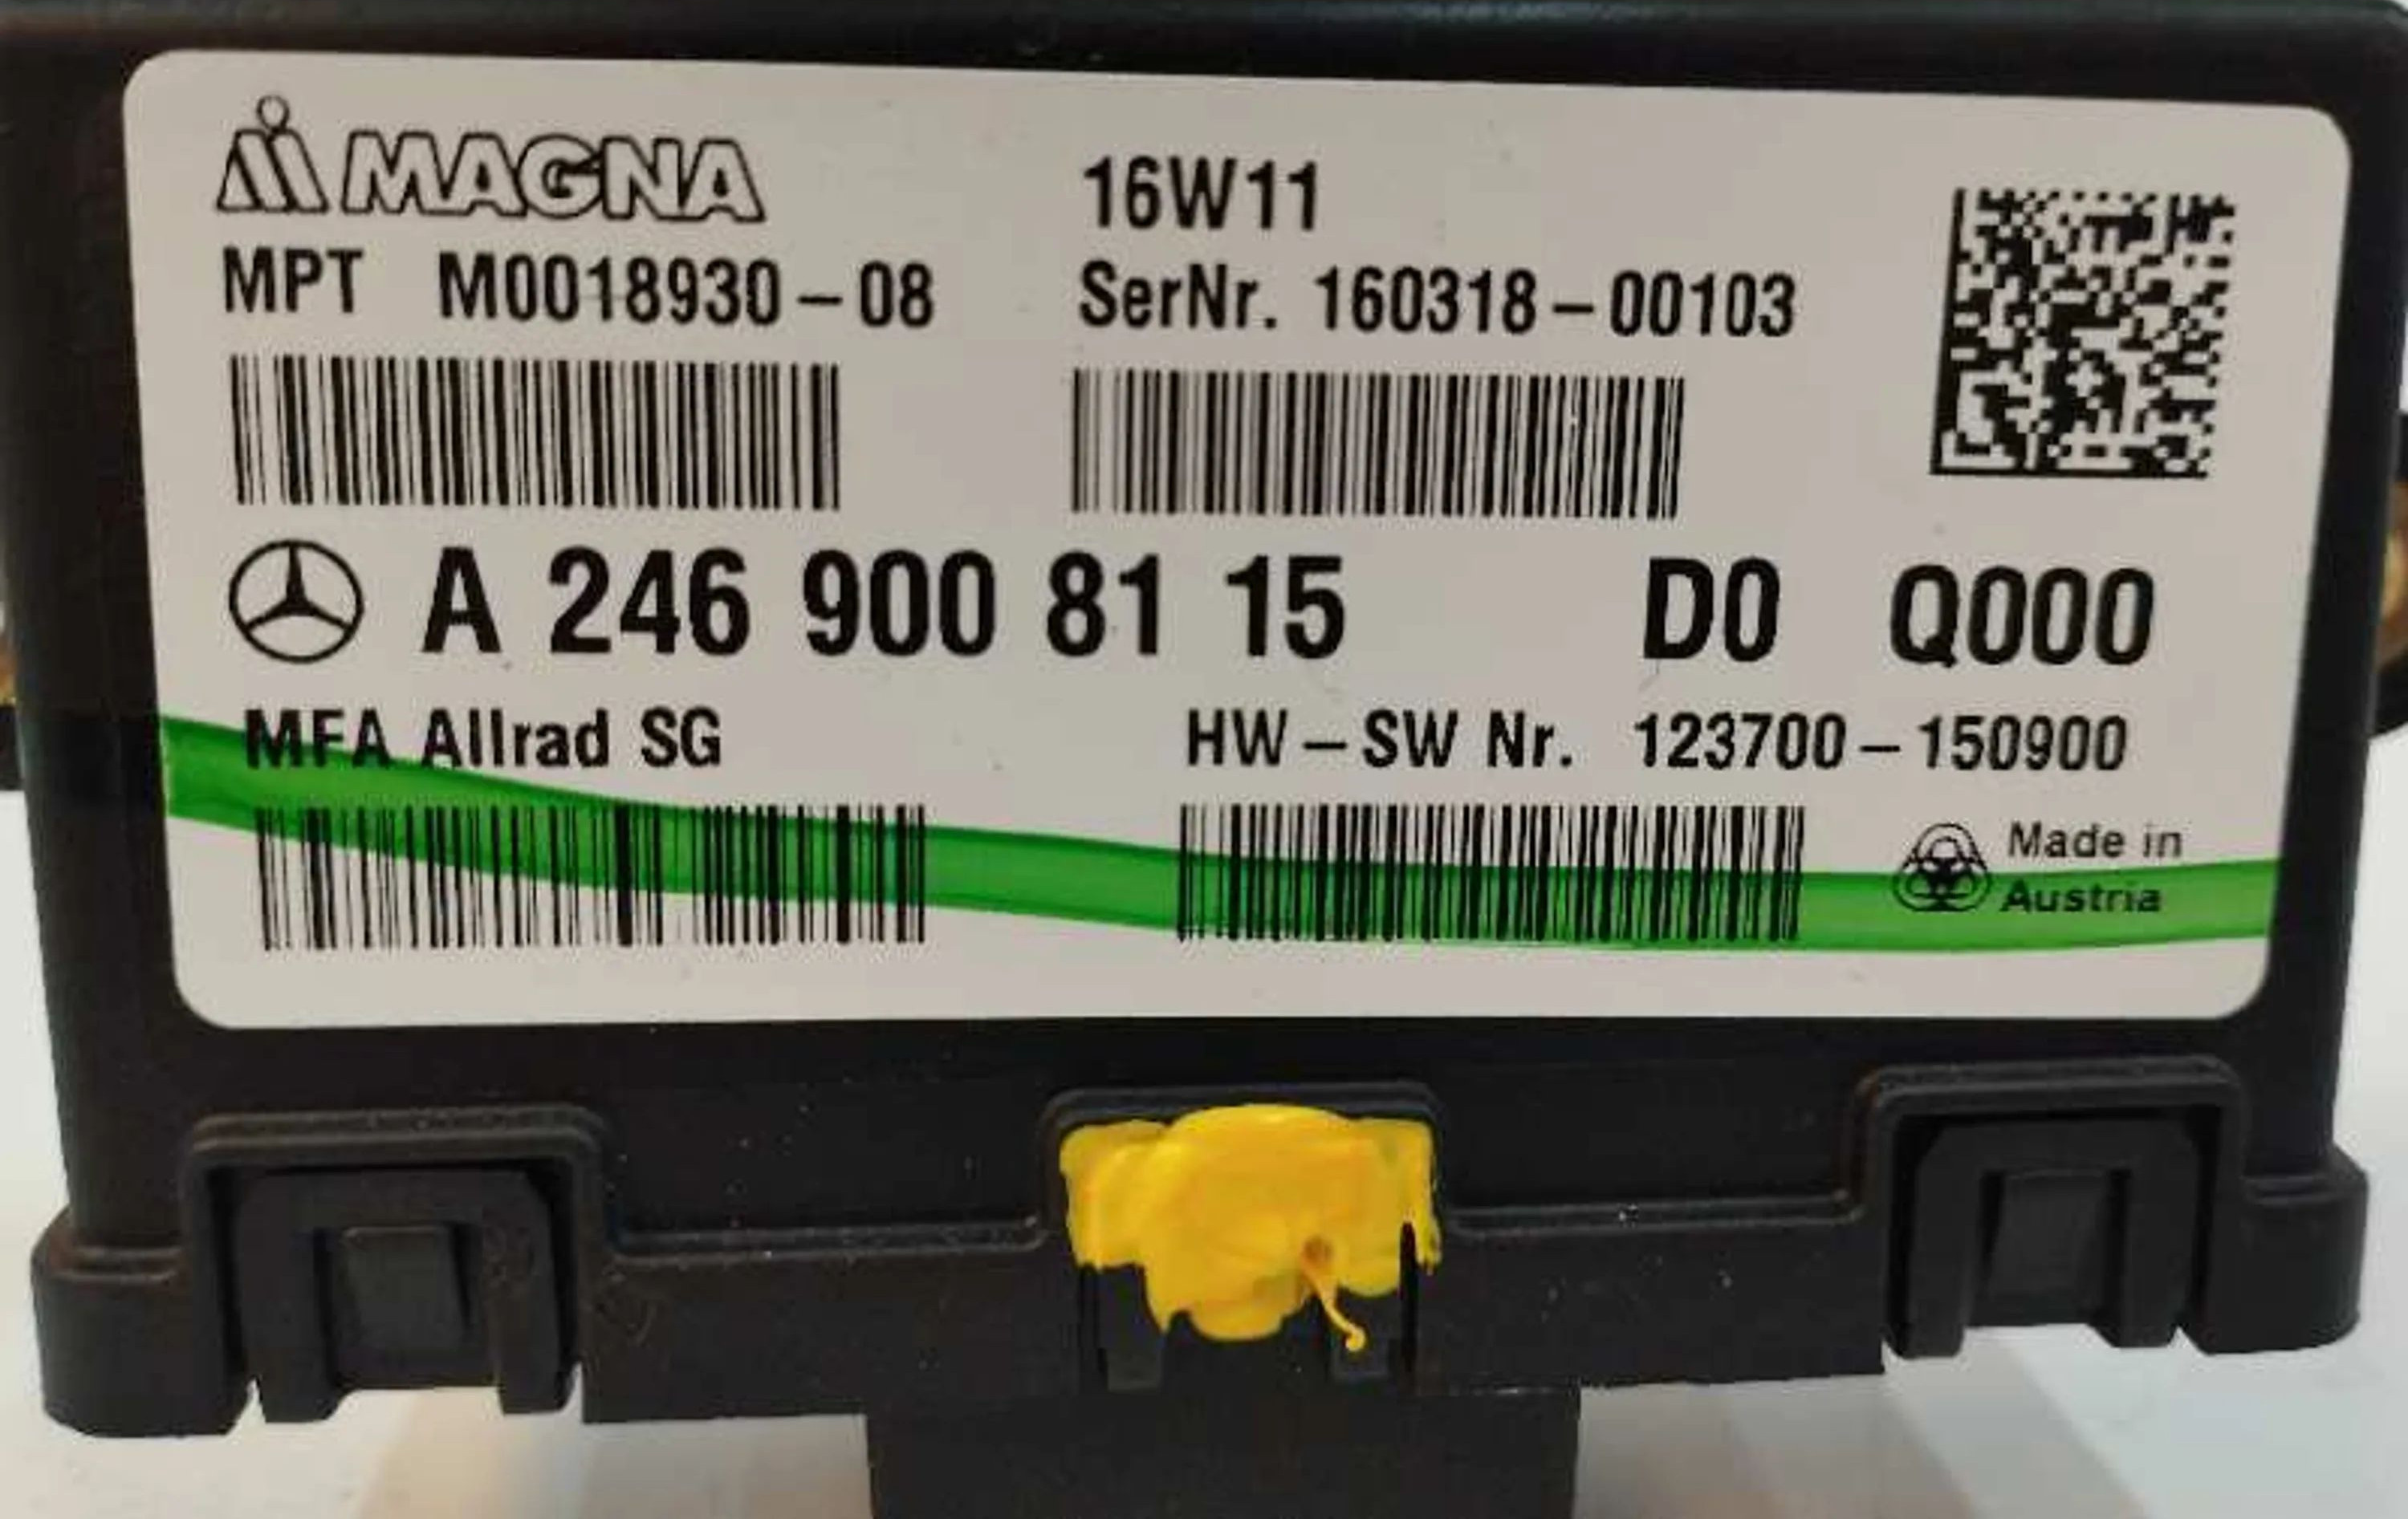 MAGNA
16W11
MPT M0018930-08
SerNr. 160318-00103
A 246 900 81 15 D0 Q000
MFA Allrad SG
HW-SW Nr. 123700-150900
Made in
Austria